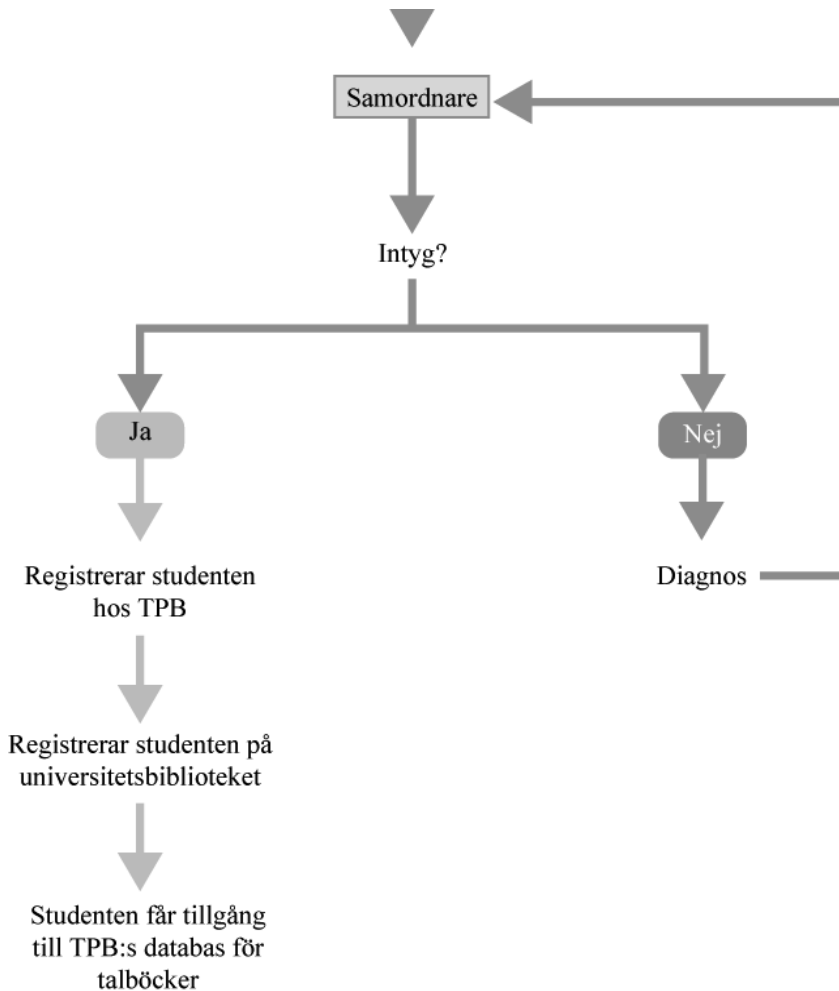 Samordnare
Intyg?
Ja
Nej
Registrerar studenten
hos TPB
Diagnos
Registrerar studenten på
universitetsbiblioteket
Studenten får tillgång
till TPB:s databas för
talböcker